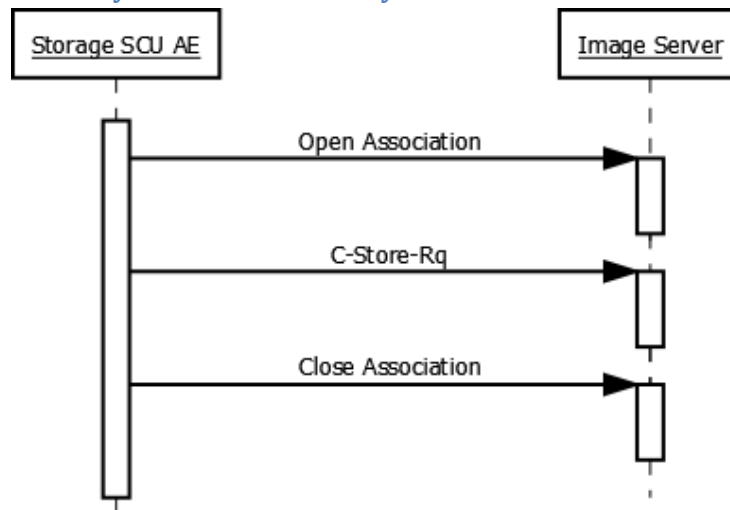 Storage SCU AE
Image Server
Open Association
C-Store-Rq
Close Association